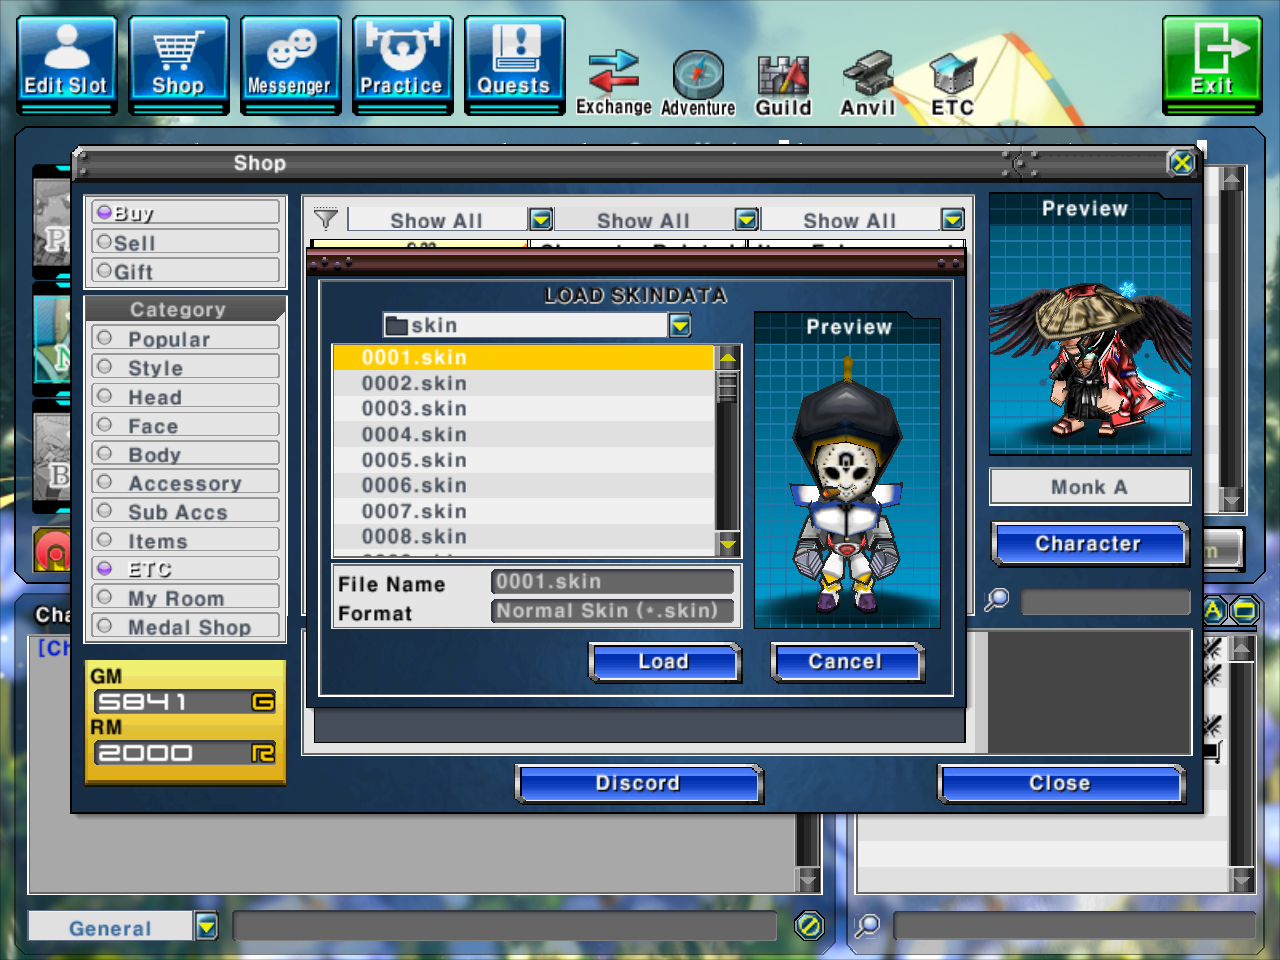 Edit Slot
Shop
Messenger
Practice
Quests
Exchange
Adventure
Guild
Anvil
ETC
Exit
Shop
Buy
Sell
Gift
Category
Popular
Style
Head
Face
Body
Accessory
Sub Accs
Items
ETC
My Room
Medal Shop
GM
5841 G
RM
2000 R
Show All
Show All
Show All
LOAD SKINDATA
skin
0001.skin
0002.skin
0003.skin
0004.skin
0005.skin
0006.skin
0007.skin
0008.skin
File Name
0001.skin
Format
Normal Skin (*.skin)
Preview
Load
Cancel
Preview
Monk A
Character
Discord
Close
Cha
[Ch
General